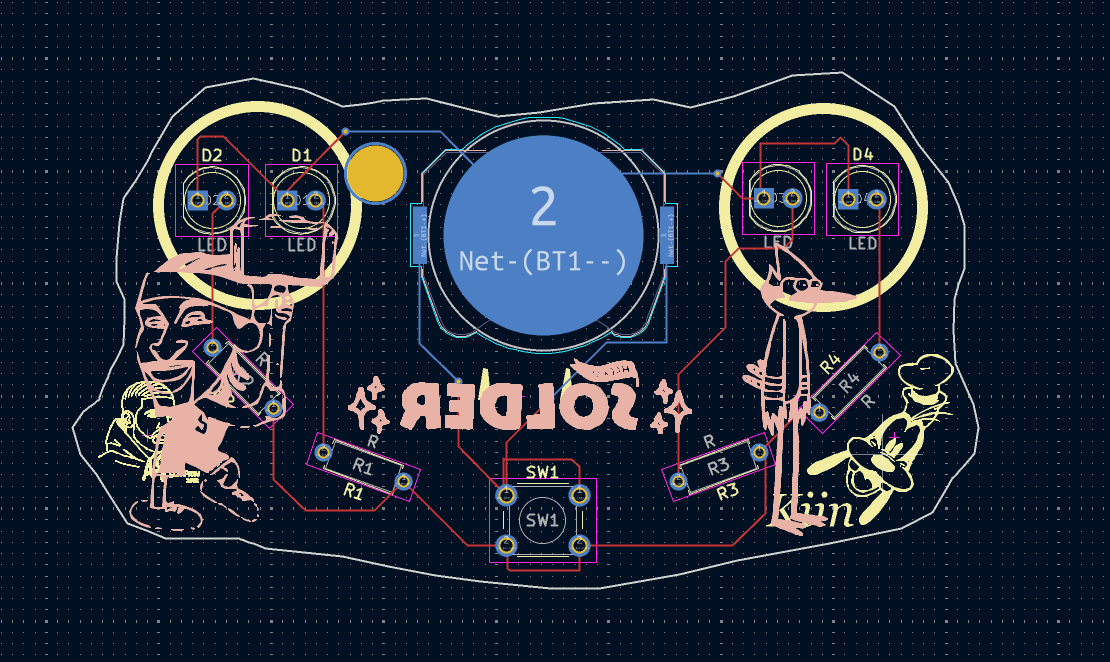 D2
D1
D4
LED
LED
LED
LED
2
Net-(BT1--)
R4
R4
R
R
R
R1
R1
SOLDER
R
R3
R3
SW1
SW1
Kiin